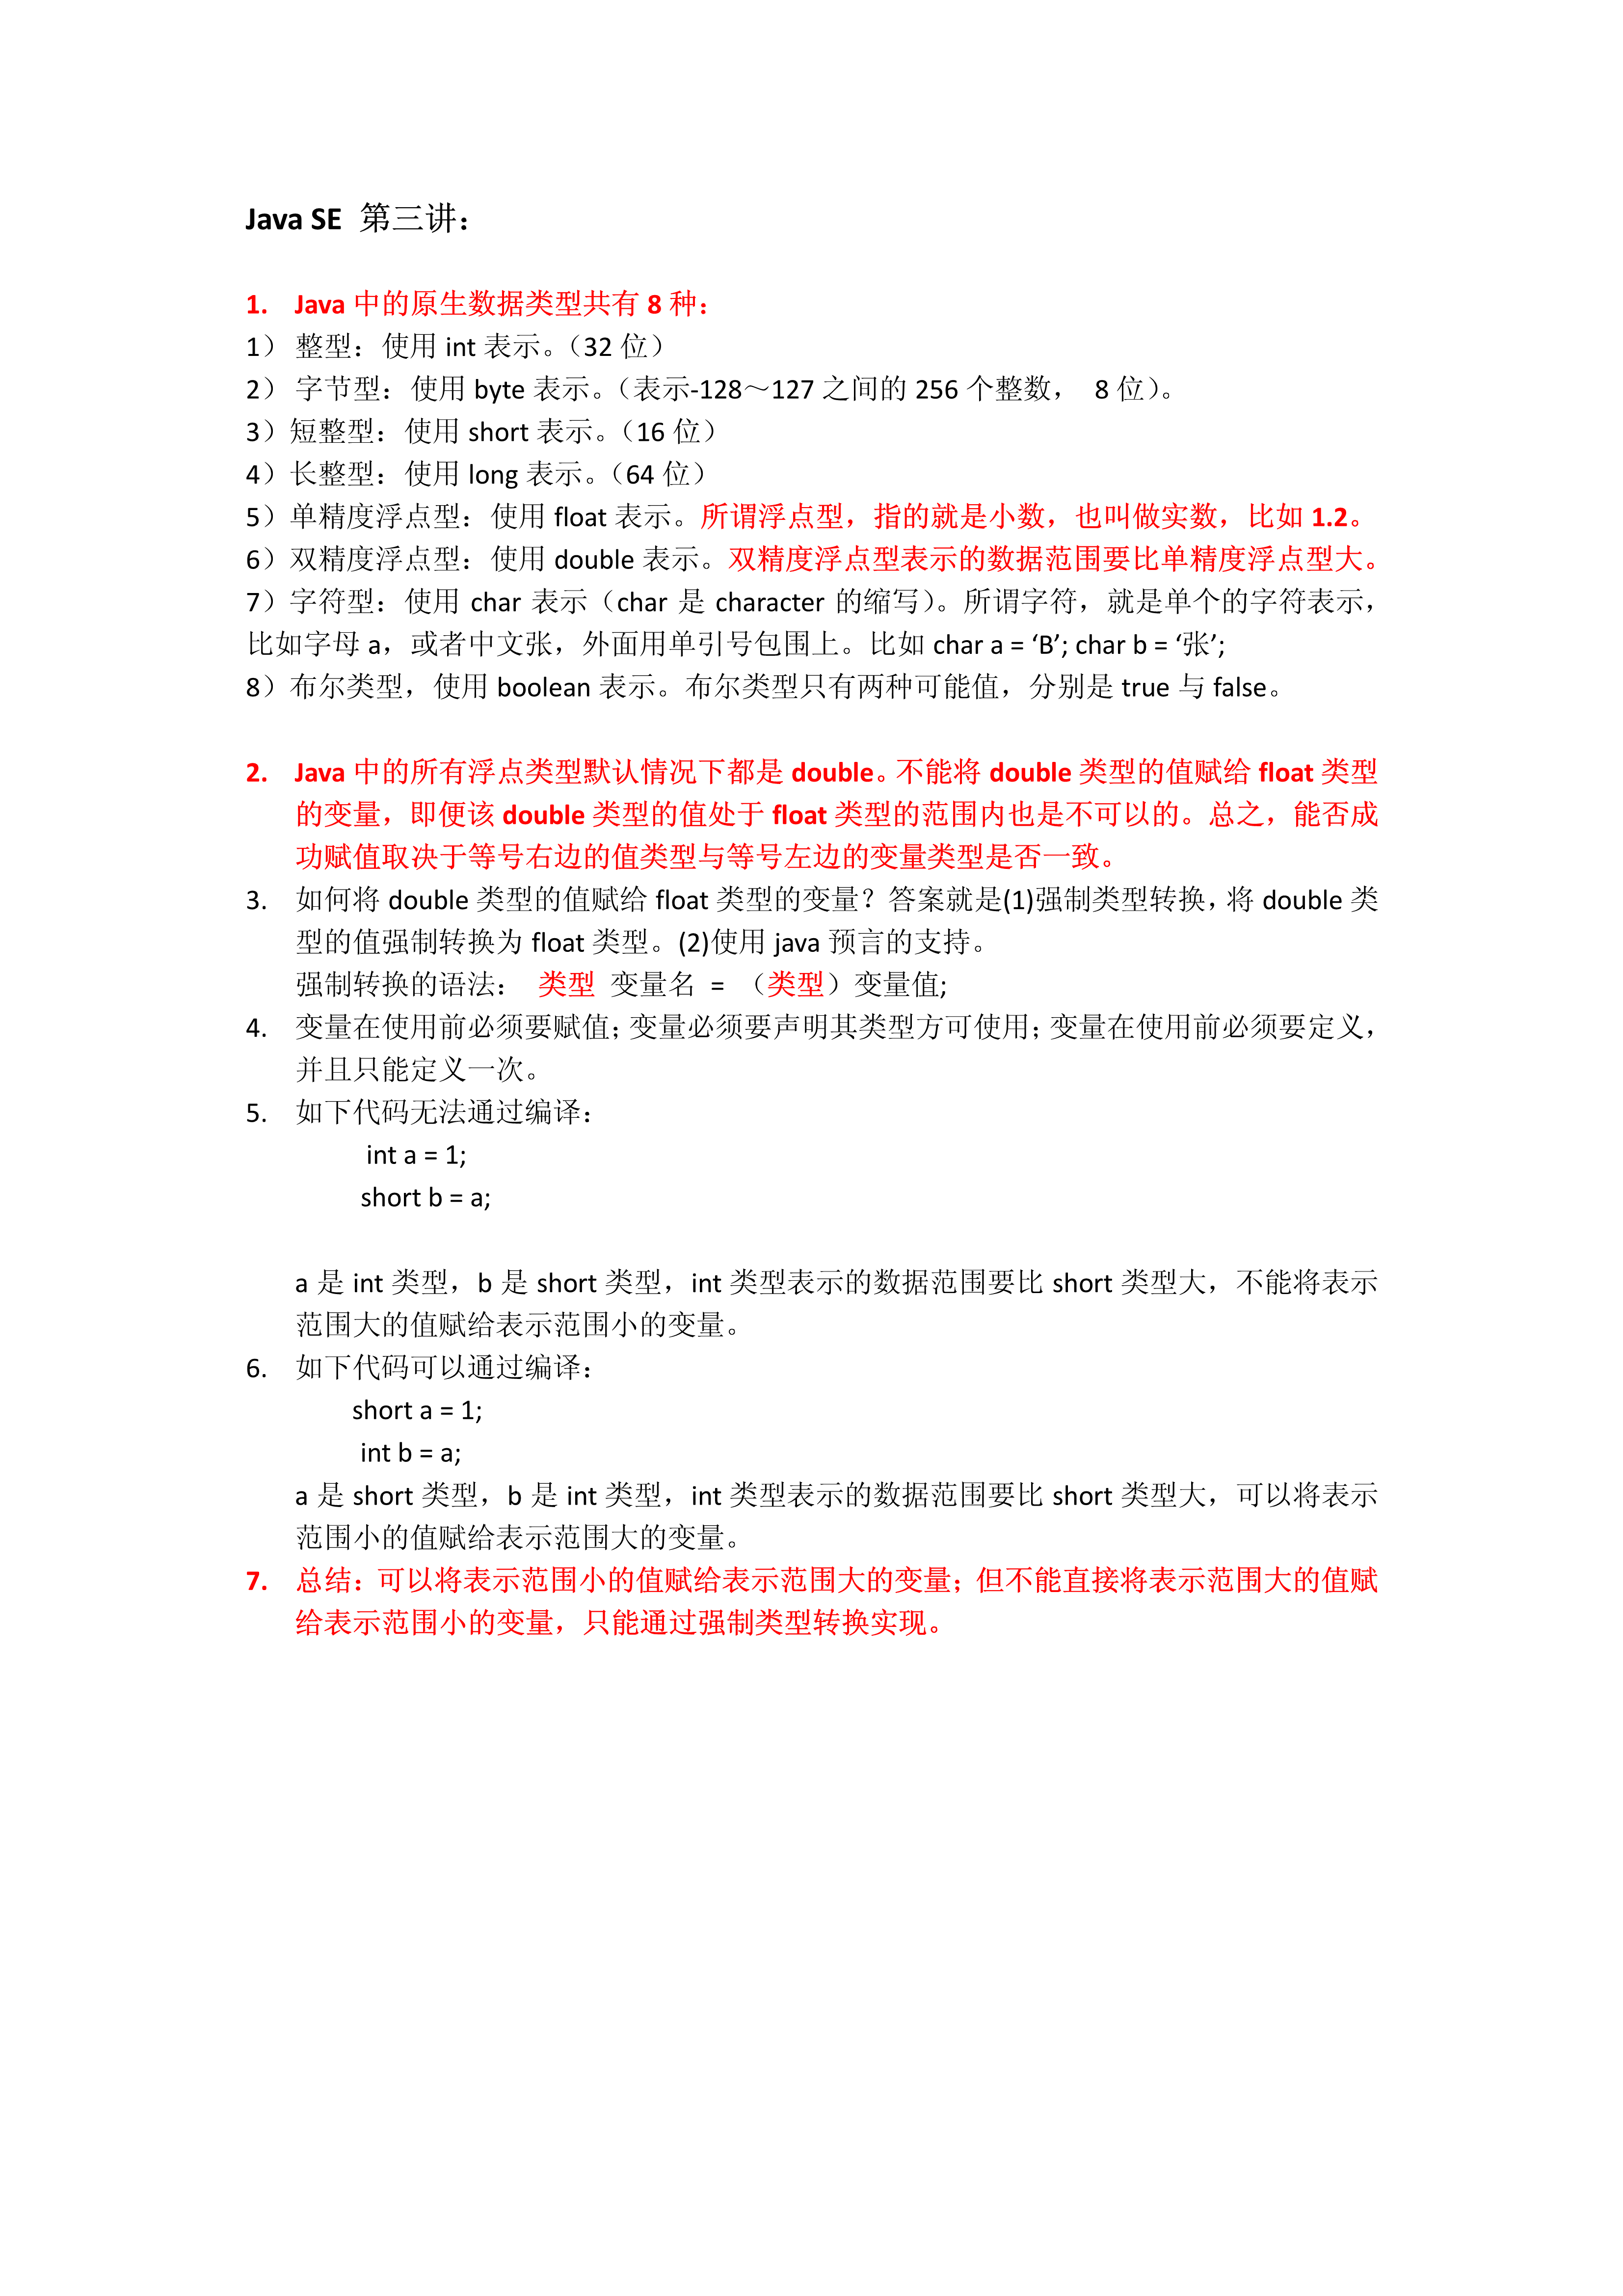 Java SE 第三讲：
1. Java 中的原生数据类型共有 8 种：
1） 整型：使用 int 表示。（32 位）
2） 字节型：使用 byte 表示。（表示-128～127 之间的 256 个整数， 8 位）。
3）短整型：使用 short 表示。（16 位）
4）长整型：使用 long 表示。（64 位）
5）单精度浮点型：使用 float 表示。所谓浮点型，指的就是小数，也叫做实数，比如 1.2。
6）双精度浮点型：使用 double 表示。双精度浮点型表示的数据范围要比单精度浮点型大。
7）字符型：使用 char 表示（char 是 character 的缩写）。所谓字符，就是单个的字符表示，
比如字母 a，或者中文张，外面用单引号包围上。比如 char a = ‘B’; char b = ‘张’;
8）布尔类型，使用 boolean 表示。布尔类型只有两种可能值，分别是 true 与 false。
2. Java 中的所有浮点类型默认情况下都是 double。不能将 double 类型的值赋给 float 类型
的变量，即便该 double 类型的值处于 float 类型的范围内也是不可以的。总之，能否成
功赋值取决于等号右边的值类型与等号左边的变量类型是否一致。
3. 如何将 double 类型的值赋给 float 类型的变量？答案就是(1)强制类型转换，将 double 类
型的值强制转换为 float 类型。(2)使用 java 预言的支持。
强制转换的语法： 类型 变量名 = （类型）变量值;
4. 变量在使用前必须要赋值；变量必须要声明其类型方可使用；变量在使用前必须要定义，
并且只能定义一次。
5. 如下代码无法通过编译：
int a = 1;
short b = a;
a 是 int 类型，b 是 short 类型，int 类型表示的数据范围要比 short 类型大，不能将表示
范围大的值赋给表示范围小的变量。
6. 如下代码可以通过编译：
short a = 1;
int b = a;
a 是 short 类型，b 是 int 类型，int 类型表示的数据范围要比 short 类型大，可以将表示
范围小的值赋给表示范围大的变量。
7. 总结：可以将表示范围小的值赋给表示范围大的变量；但不能直接将表示范围大的值赋
给表示范围小的变量，只能通过强制类型转换实现。